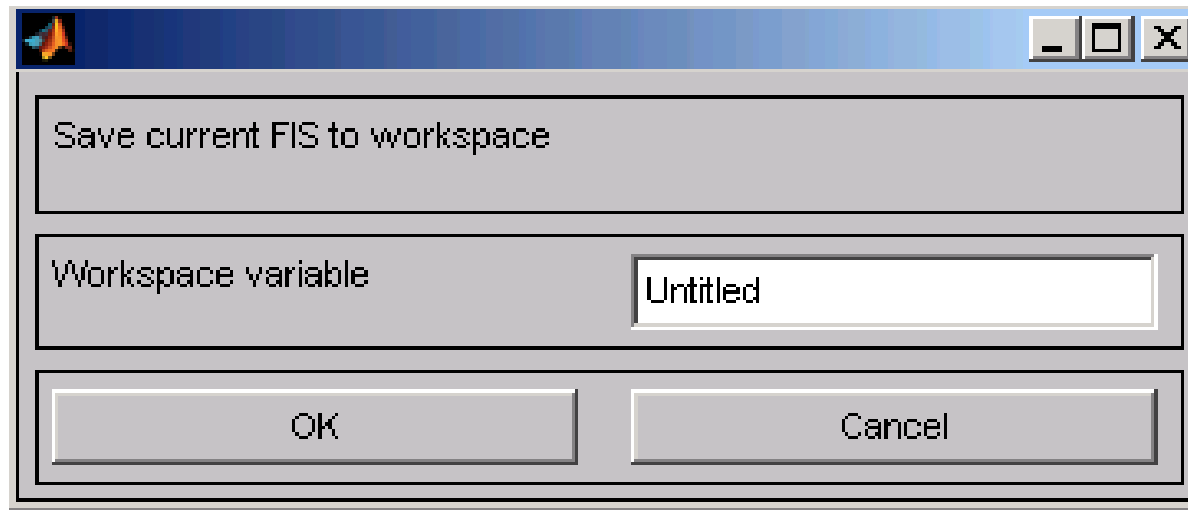 Save current FIS to workspace
Workspace variable
Untitled
OK
Cancel